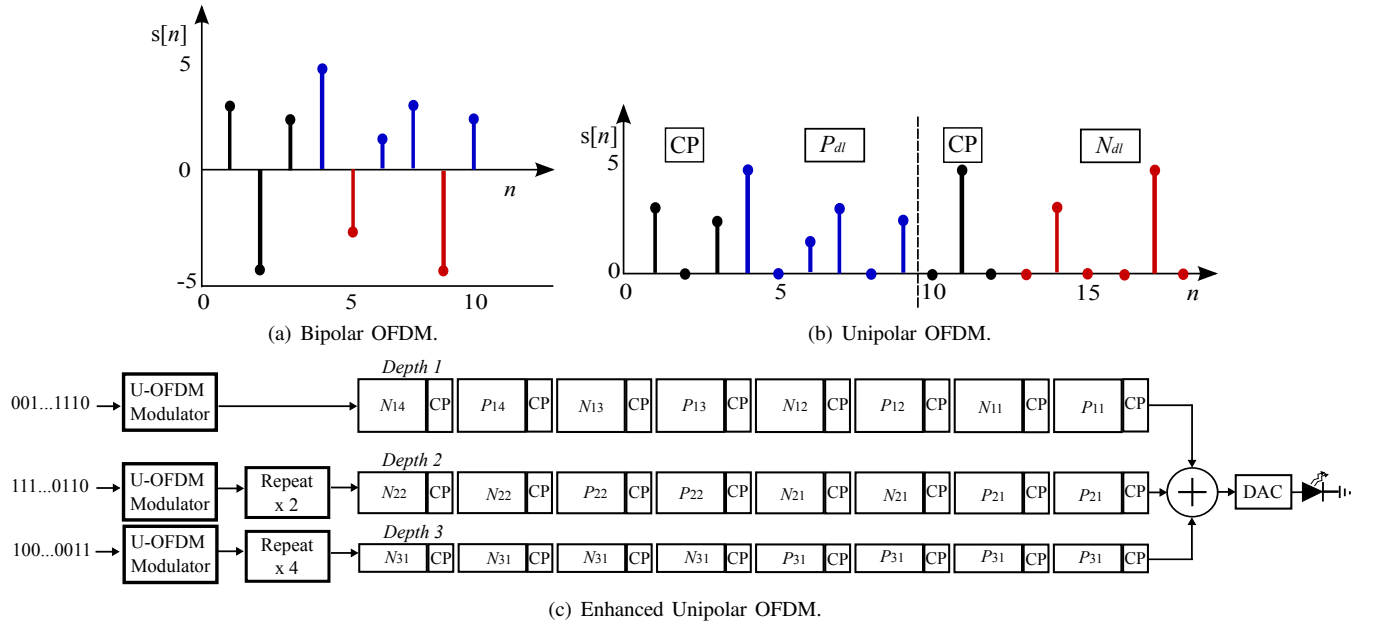 s[n]
5
0
-5
0
5
10
n
(a) Bipolar OFDM.
s[n]
5
0
CP
Pdl
CP
Ndl
0
5
10
15
n
(b) Unipolar OFDM.
Depth 1
001...1110
U-OFDM
Modulator
N14 CP P14 CP N13 CP P13 CP N12 CP P12 CP N11 CP P11 CP
Depth 2
111...0110
U-OFDM
Modulator
Repeat
x 2
N22 CP N22 CP P22 CP P22 CP N21 CP N21 CP P21 CP P21 CP
DAC
Depth 3
100...0011
U-OFDM
Modulator
Repeat
x 4
N31 CP N31 CP N31 CP N31 CP P31 CP P31 CP P31 CP P31 CP
(c) Enhanced Unipolar OFDM.